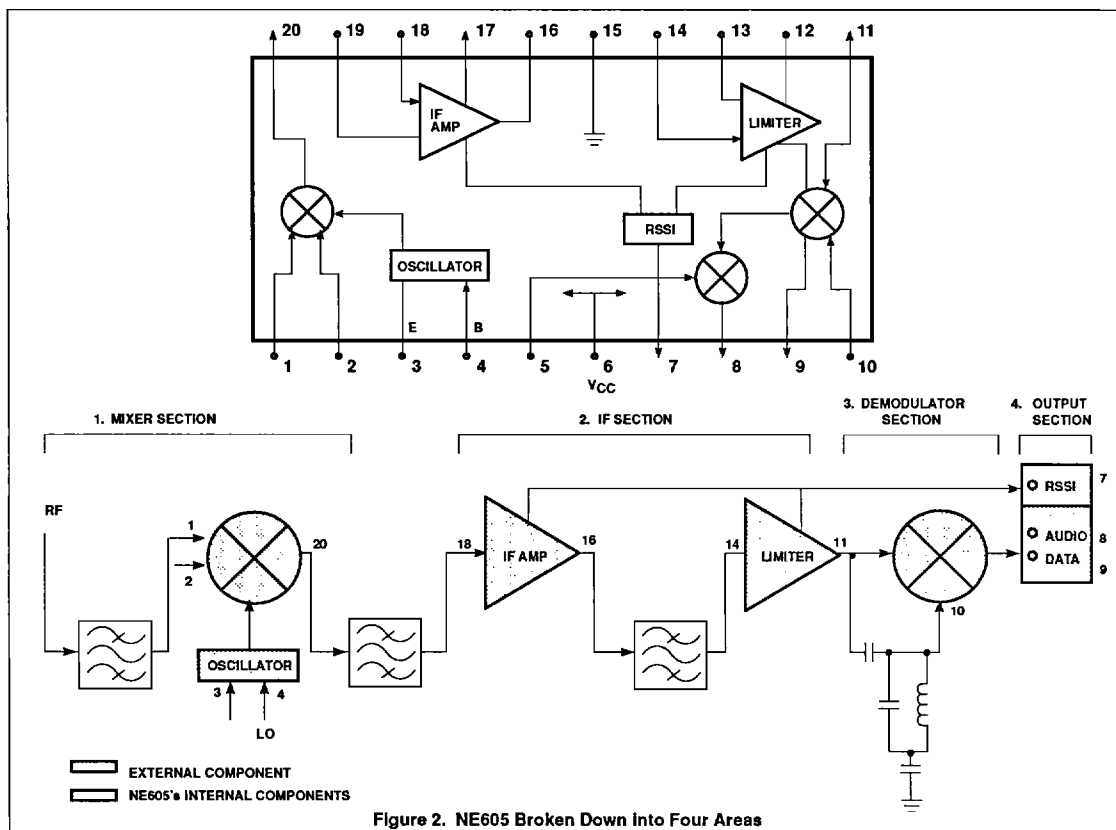 20 19 18 17 16 15 14 13 12 11
IF
AMP
LIMITER
RSSI
OSCILLATOR
E B
1 2 3 4 5 6 7 8 9 10
VCC
1. MIXER SECTION
2. IF SECTION
3. DEMODULATOR
SECTION
4. OUTPUT
SECTION
RF
1
2
20
OSCILLATOR
3 4
LO
18
IF AMP
16
14
LIMITER
11
10
RSSI 7
AUDIO 8
DATA 9
EXTERNAL COMPONENT
NE605's INTERNAL COMPONENTS
Figure 2. NE605 Broken Down into Four Areas